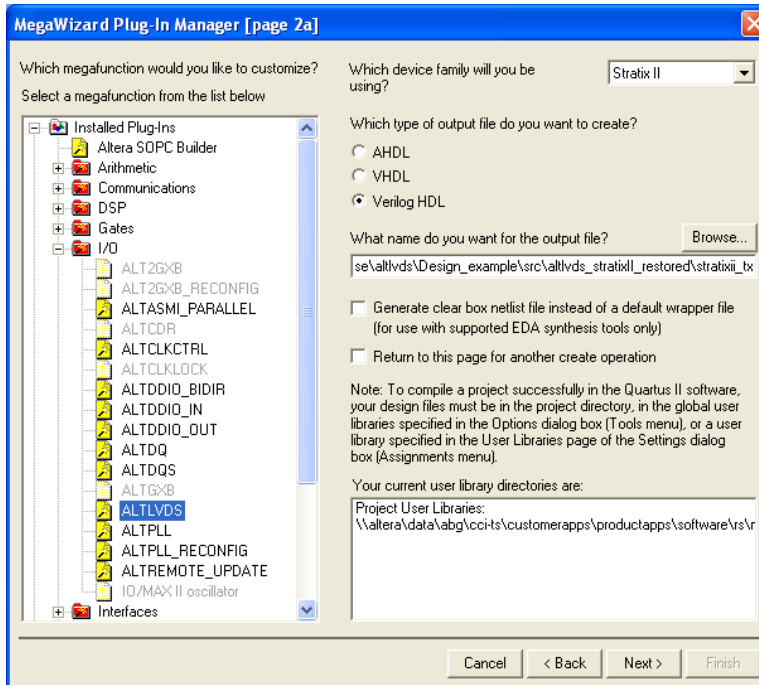 MegaWizard Plug-In Manager [page 2a]
Which megafunction would you like to customize?
Select a megafunction from the list below
Installed Plug-Ins
Altera SOPC Builder
Arithmetic
Communications
DSP
Gates
I/O
ALT2GXB
ALT2GXB_RECONFIG
ALTASMI_PARALLEL
ALTCDR
ALTCLKCTRL
ALTCLKLOCK
ALTDDIO_BIDIR
ALTDDIO_IN
ALTDDIO_OUT
ALTDQ
ALTDQS
ALTGXB
ALTLVDS
ALTPLL
ALTPLL_RECONFIG
ALTREMOTE_UPDATE
IO/MAX II oscillator
Interfaces
Which device family will you be
using?
Stratix II
Which type of output file do you want to create?
AHDL
VHDL
Verilog HDL
What name do you want for the output file?
Browse...
se\altlvds\Design_example\src\altlvds_stratixII_restored\stratixii_tx
Generate clear box netlist file instead of a default wrapper file
(for use with supported EDA synthesis tools only)
Return to this page for another create operation
Note: To compile a project successfully in the Quartus II software,
your design files must be in the project directory, in the global user
libraries specified in the Options dialog box (Tools menu), or a user
library specified in the User Libraries page of the Settings dialog
box (Assignments menu).
Your current user library directories are:
Project User Libraries:
\\altera\data\abg\cci-ts\customerapps\productapps\software\rs\r
Cancel
< Back
Next >
Finish